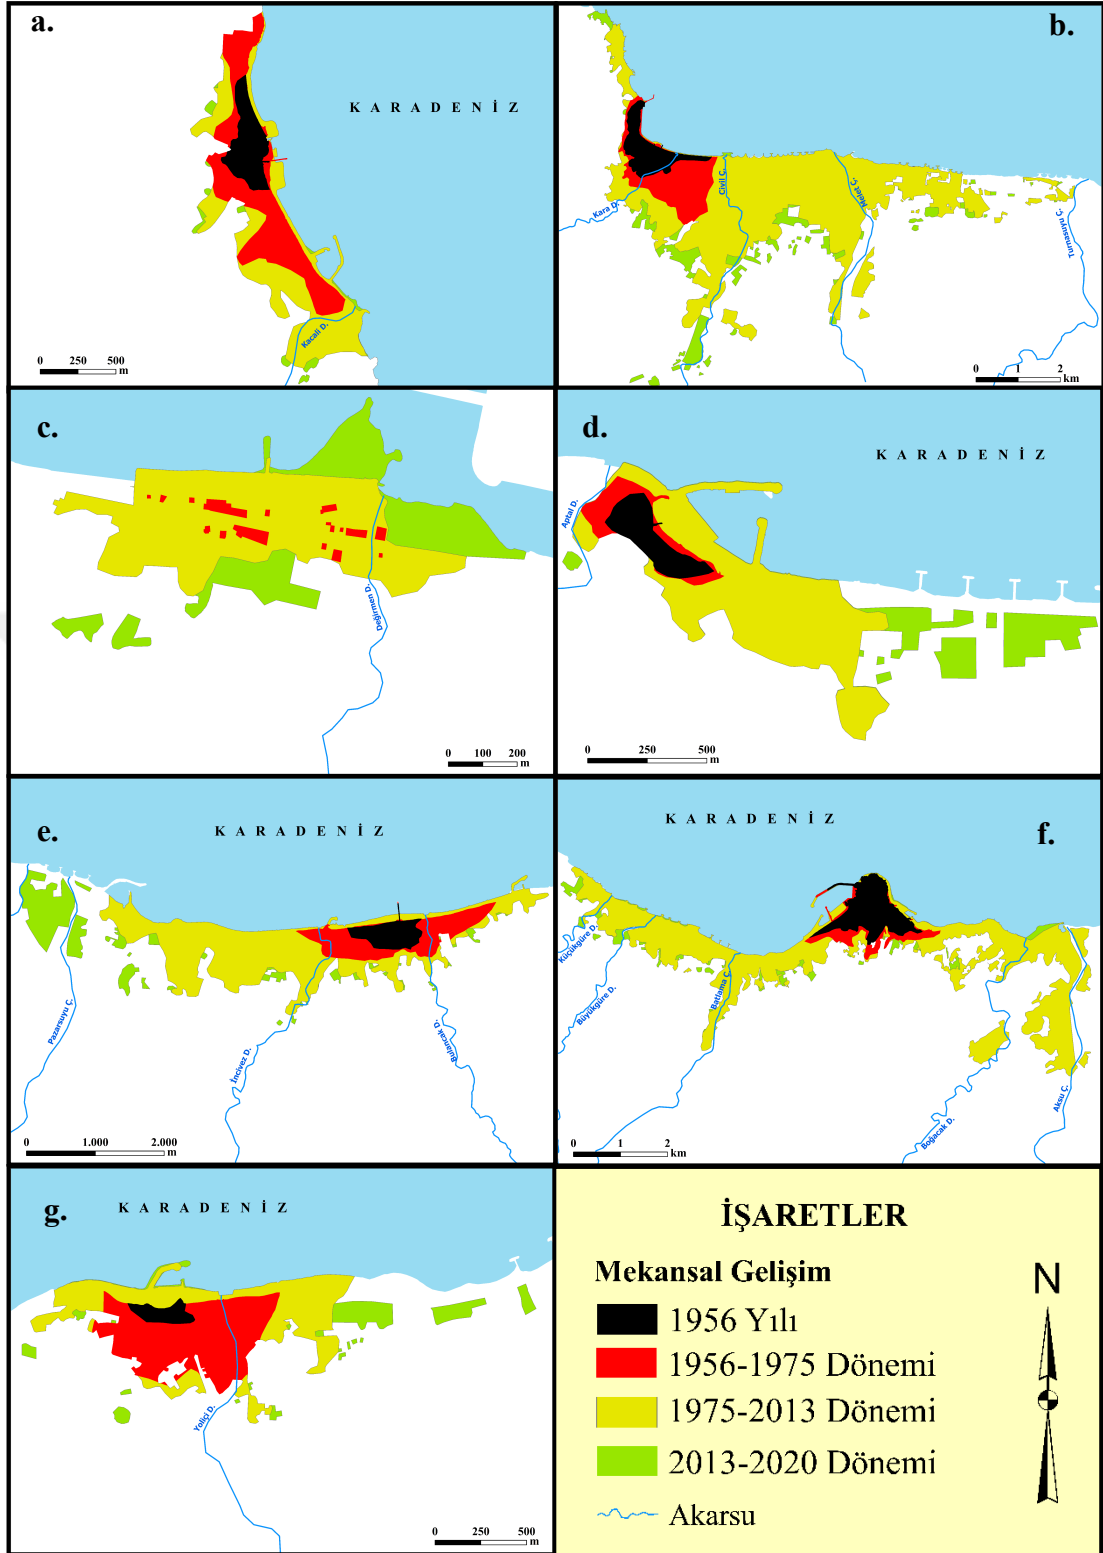 a.
K A R A D E N İ Z
Kacali D.
0 250 500
m
b.
Kara D.
Civil Ç.
Melet Ç.
Turnasuyu Ç.
0 1 2
km
c.
Değirmen D.
0 100 200
m
d.
K A R A D E N İ Z
Aptal D.
0 250 500
m
e.
K A R A D E N İ Z
Pazarsuyu Ç.
İncivez D.
Bulancak D.
0 1.000 2.000
m
f.
K A R A D E N İ Z
Küçükgüre D.
Büyükgüre D.
Batlama Ç.
Boğacak D.
Aksu Ç.
0 1 2
km
g.
K A R A D E N İ Z
Yoliçi D.
0 250 500
m
İŞARETLER
Mekansal Gelişim
1956 Yılı
1956-1975 Dönemi
1975-2013 Dönemi
2013-2020 Dönemi
Akarsu
N